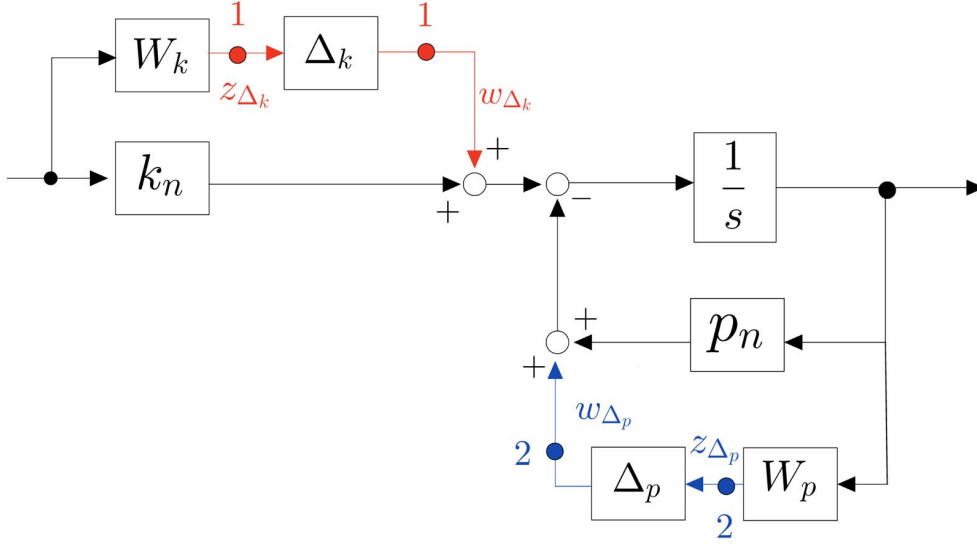 1
1
W_k
Δ_k
z_{Δ_k}
w_{Δ_k}
+
k_n
+
−
1
s
+
p_n
+
w_{Δ_p}
2
z_{Δ_p}
Δ_p
W_p
2